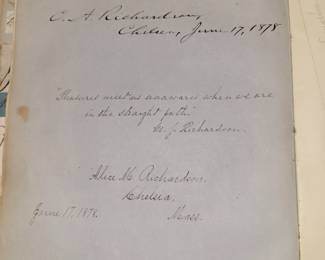 C. A. Richardson,
Chelsea, June 17, 1878
"Pleasures meet us unawares when we are
in the straight path."
M. J. Richardson.
Alice M. Richardson.
Chelsea.
June 17, 1878. Mass.